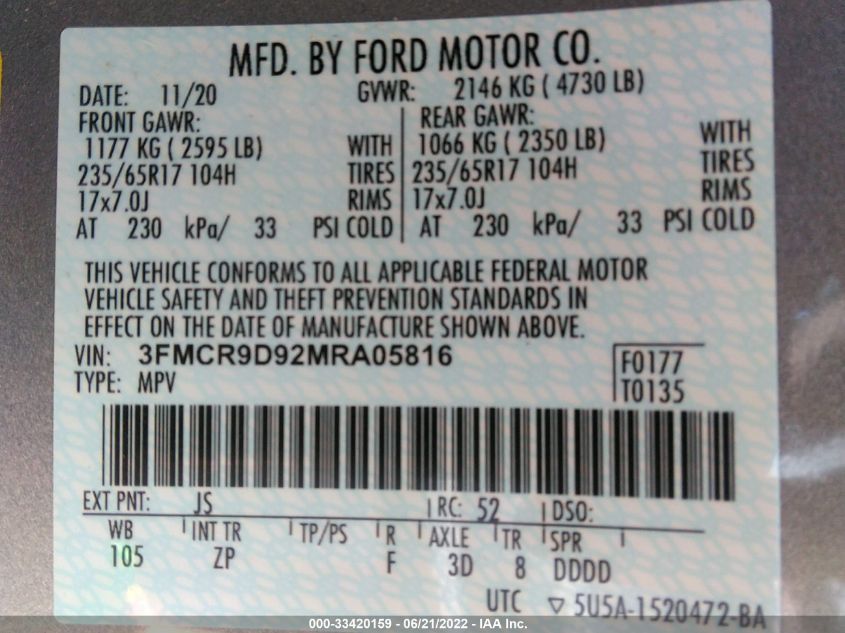 MFD. BY FORD MOTOR CO.
DATE: 11/20 GVWR: 2146 KG ( 4730 LB)
FRONT GAWR: REAR GAWR:
1177 KG ( 2595 LB) WITH 1066 KG ( 2350 LB) WITH
235/65R17 104H TIRES 235/65R17 104H TIRES
17x7.0J RIMS 17x7.0J RIMS
AT 230 kPa/ 33 PSI COLD AT 230 kPa/ 33 PSI COLD
THIS VEHICLE CONFORMS TO ALL APPLICABLE FEDERAL MOTOR
VEHICLE SAFETY AND THEFT PREVENTION STANDARDS IN
EFFECT ON THE DATE OF MANUFACTURE SHOWN ABOVE.
VIN: 3FMCR9D92MRA05816 F0177
TYPE: MPV T0135
EXT PNT: JS RC: 52 DSO:
WB INT TR TP/PS R AXLE TR SPR
105 ZP F 3D 8 DDDD
UTC ▽ 5U5A-1520472-BA
000-33420159 - 06/21/2022 - IAA Inc.